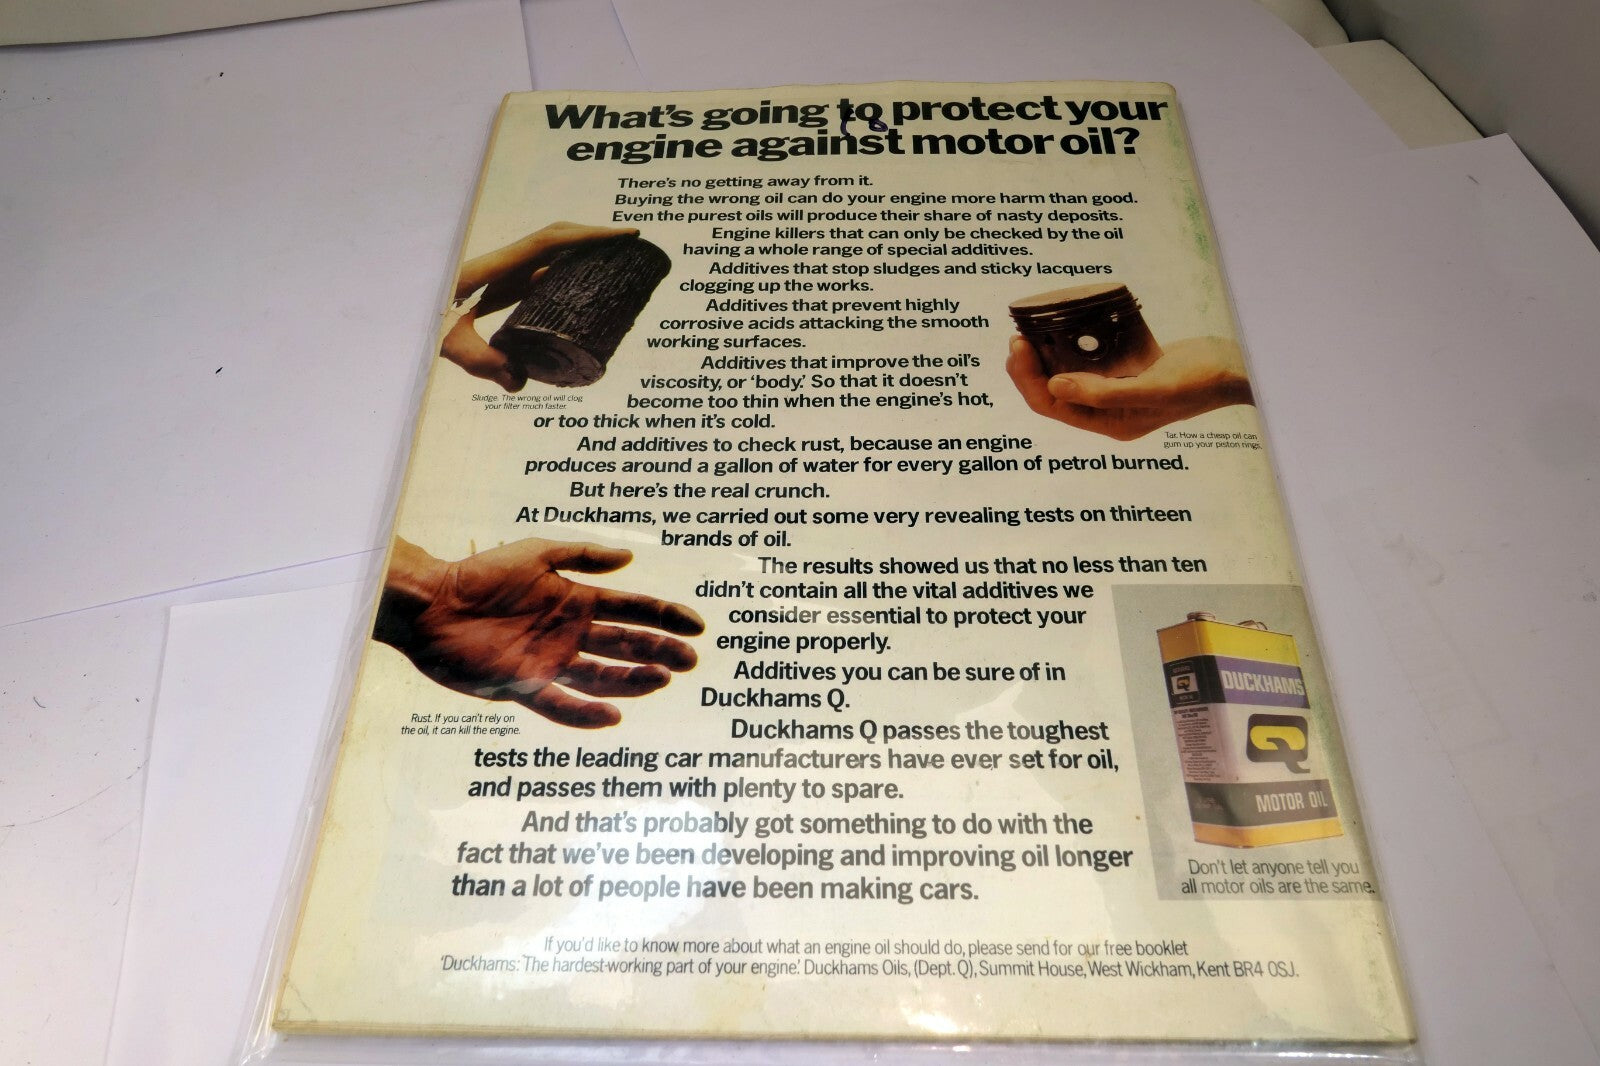 What's going to protect your
engine against motor oil?
There's no getting away from it.
Buying the wrong oil can do your engine more harm than good.
Even the purest oils will produce their share of nasty deposits.
Engine killers that can only be checked by the oil
having a whole range of special additives.
Additives that stop sludges and sticky lacquers
clogging up the works.
Additives that prevent highly
corrosive acids attacking the smooth
working surfaces.
Additives that improve the oil's
viscosity, or 'body.' So that it doesn't
become too thin when the engine's hot,
or too thick when it's cold.
Sludge. The wrong oil will clog
your filter much faster.
Tar. How a cheap oil can
gum up your piston rings.
And additives to check rust, because an engine
produces around a gallon of water for every gallon of petrol burned.
But here's the real crunch.
At Duckhams, we carried out some very revealing tests on thirteen
brands of oil.
The results showed us that no less than ten
didn't contain all the vital additives we
consider essential to protect your
engine properly.
Additives you can be sure of in
Duckhams Q.
Rust. If you can't rely on
the oil, it can kill the engine.
Duckhams Q passes the toughest
tests the leading car manufacturers have ever set for oil,
and passes them with plenty to spare.
And that's probably got something to do with the
fact that we've been developing and improving oil longer
than a lot of people have been making cars.
DUCKHAMS
Q
MOTOR OIL
Don't let anyone tell you
all motor oils are the same.
If you'd like to know more about what an engine oil should do, please send for our free booklet
'Duckhams: The hardest-working part of your engine.' Duckhams Oils, (Dept. Q), Summit House, West Wickham, Kent BR4 0SJ.